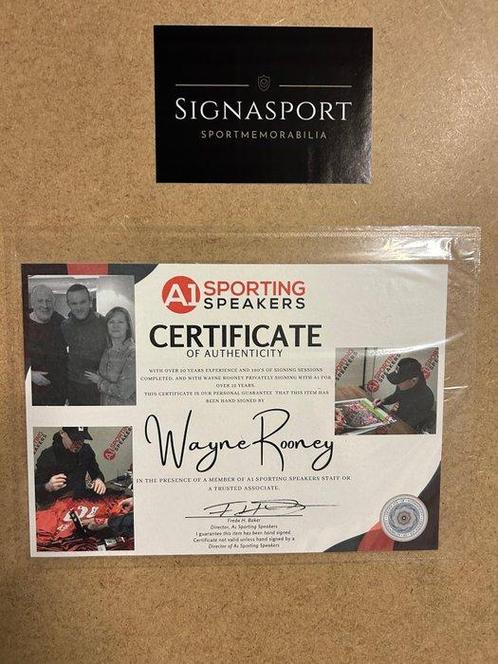 SIGNASPORT
SPORTMEMORABILIA
A1 SPORTING
SPEAKERS
CERTIFICATE
OF AUTHENTICITY
WITH OVER 20 YEARS EXPERIENCE AND 100'S OF SIGNING SESSIONS
COMPLETED, AND WITH WAYNE ROONEY PRIVATELY SIGNING WITH A1 FOR
OVER 12 YEARS.
THIS CERTIFICATE IS OUR PERSONAL GUARANTEE THAT THIS ITEM HAS
BEEN HAND SIGNED BY
Wayne Rooney
IN THE PRESENCE OF A MEMBER OF A1 SPORTING SPEAKERS STAFF OR
A TRUSTED ASSOCIATE.
Director, A1 Sporting Speakers
I guarantee this item has been hand signed.
Certificate not valid unless hand signed by a
Director of A1 Sporting Speakers